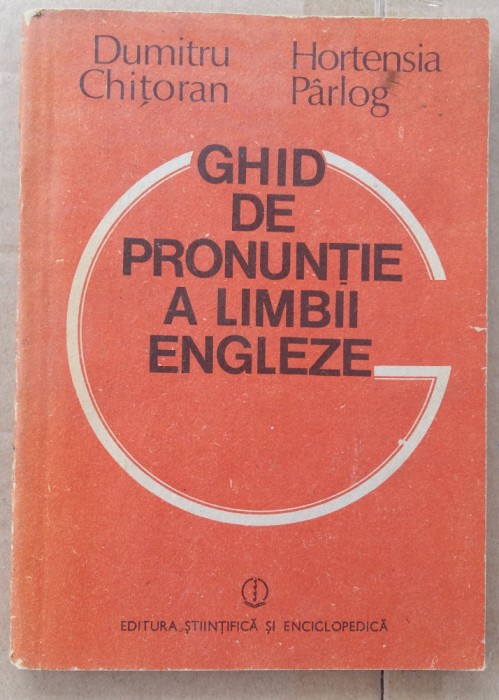 Dumitru Chițoran
Hortensia Pârlog
GHID
DE
PRONUNȚIE
A LIMBII
ENGLEZE
EDITURA ȘTIINȚIFICĂ ȘI ENCICLOPEDICĂ